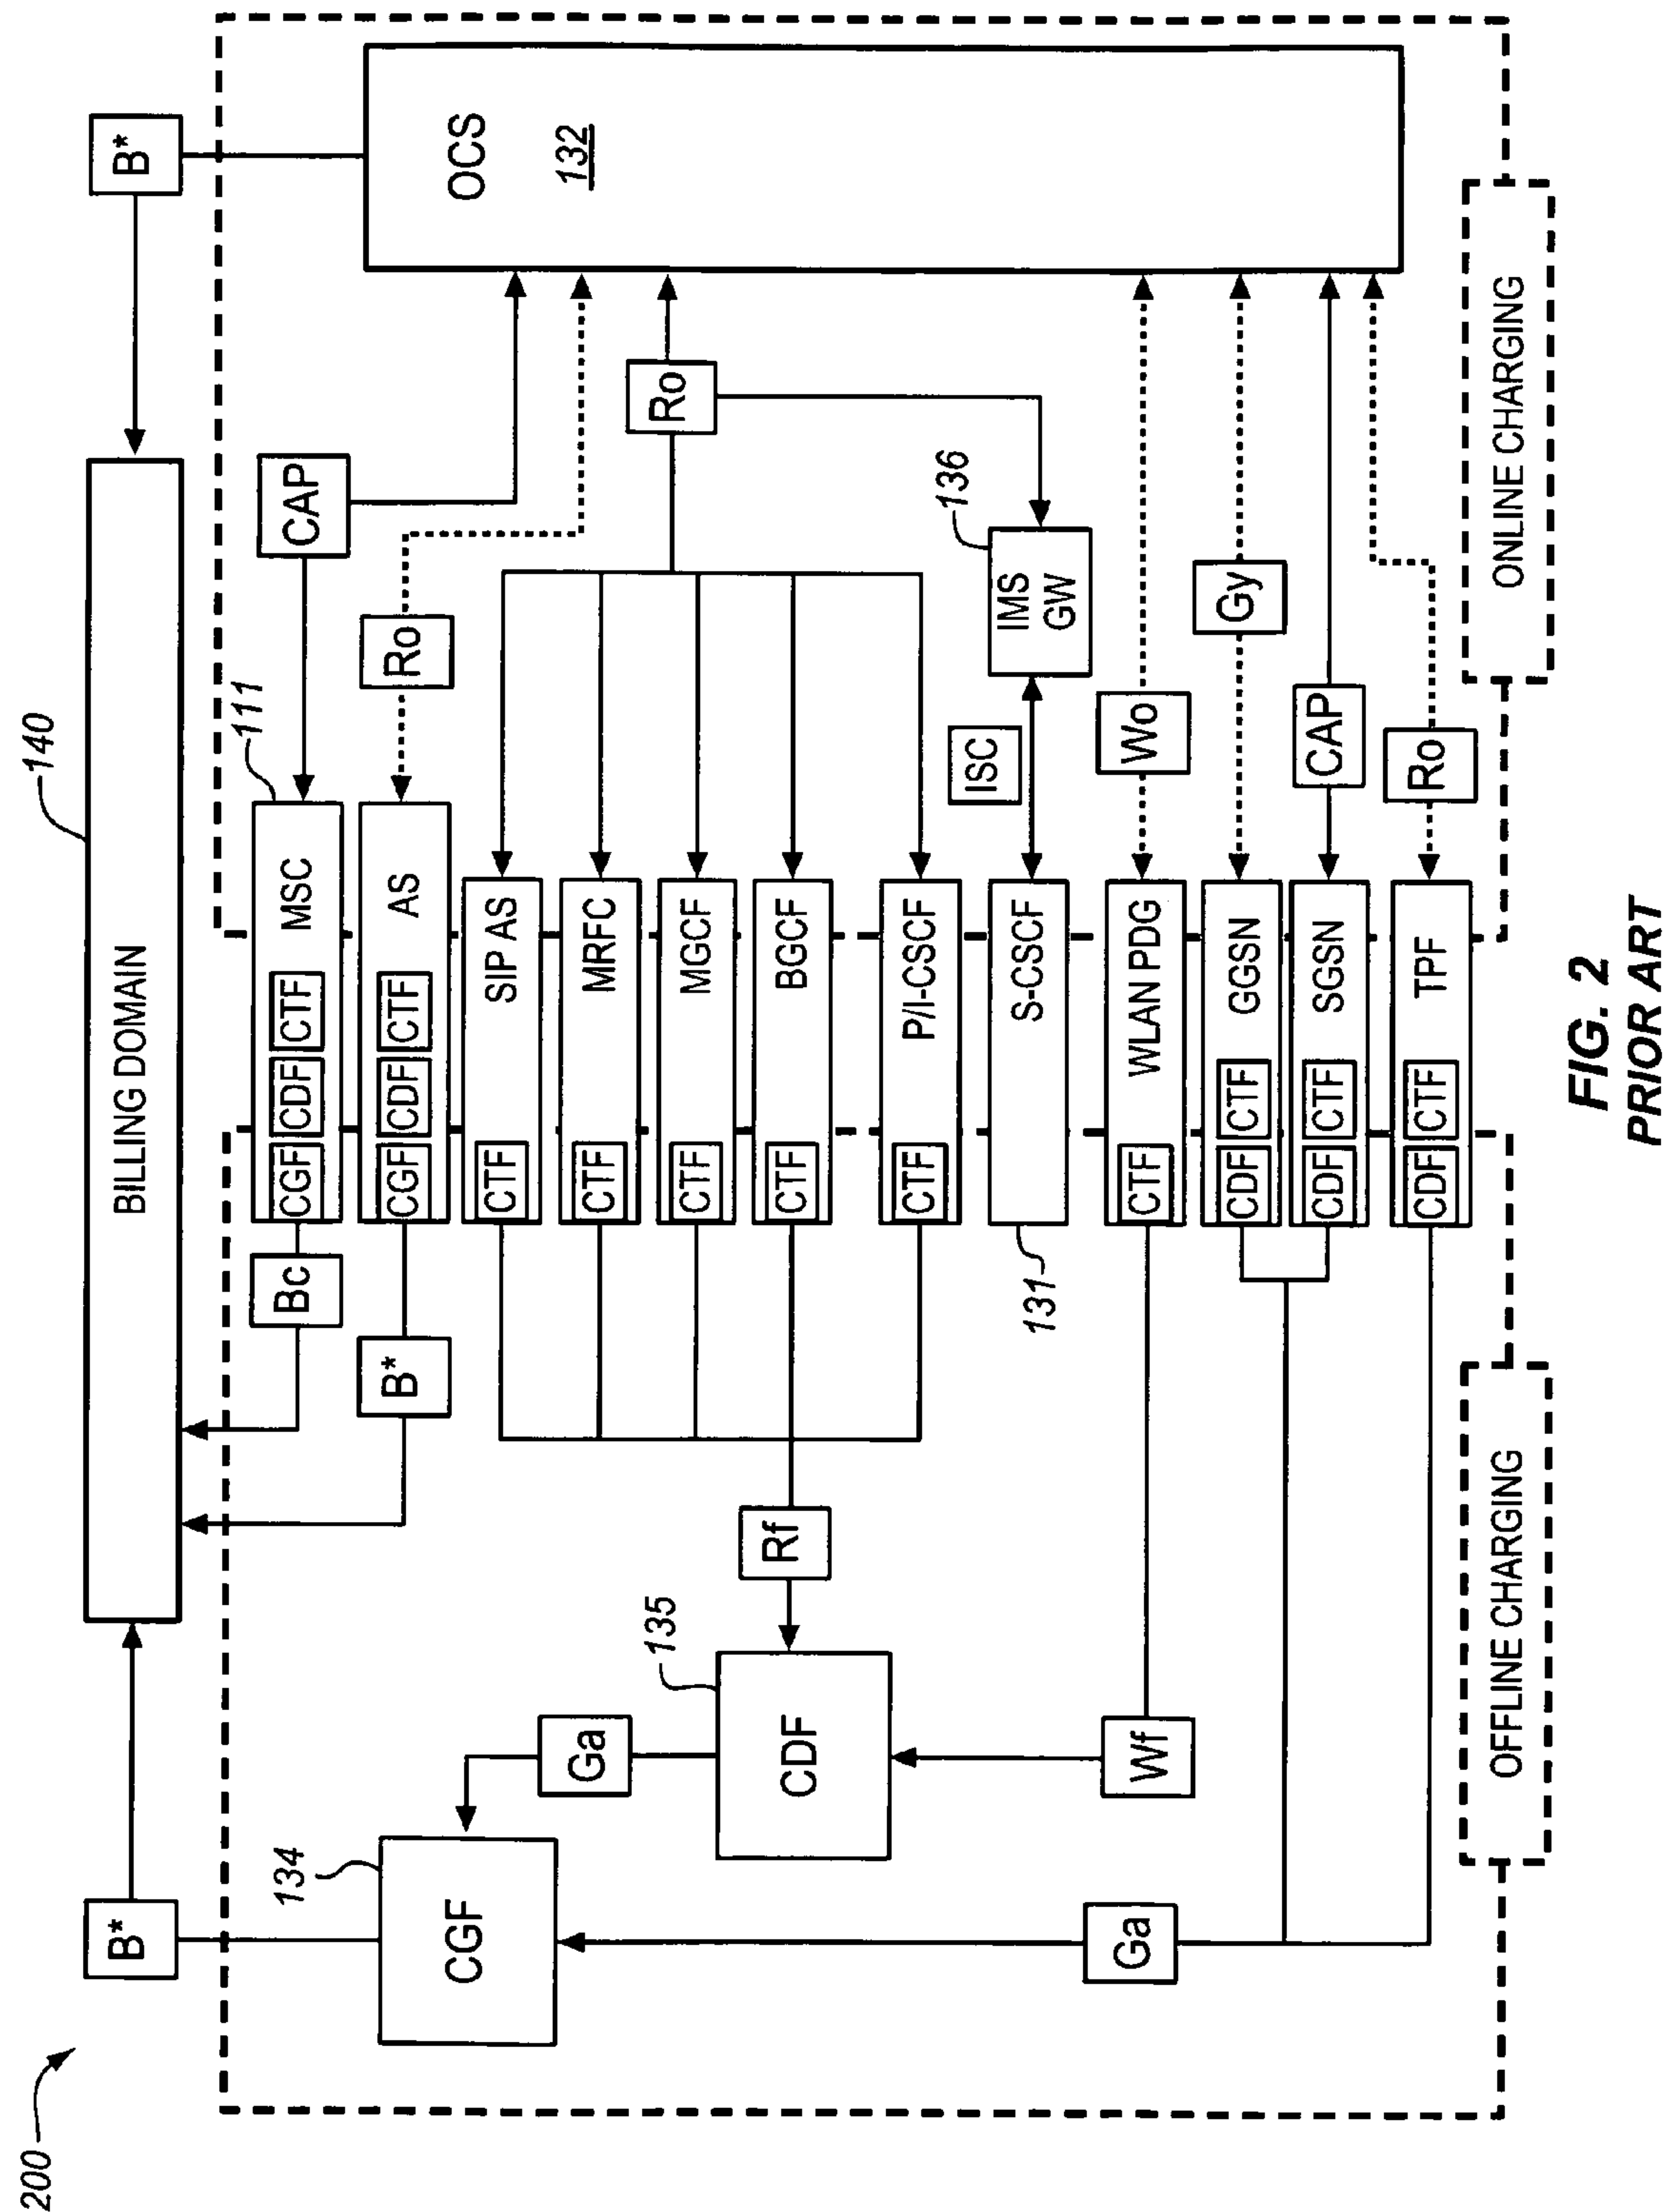 200
140
BILLING DOMAIN
B*
B*
Bc
B*
111
CGF CDF CTF MSC
CAP
CGF CDF CTF AS
Ro
CTF SIP AS
CTF MRFC
CTF MGCF
CTF BGCF
CTF P/I-CSCF
S-CSCF
131
CTF WLAN PDG
CDF CTF GGSN
CDF CTF SGSN
CDF CTF TPF
134
CGF
Ga
135
CDF
Rf
Wf
Ga
Ro
OCS
132
136
IMS
GW
ISC
Wo
Gy
CAP
Ro
OFFLINE CHARGING
ONLINE CHARGING
FIG. 2
PRIOR ART